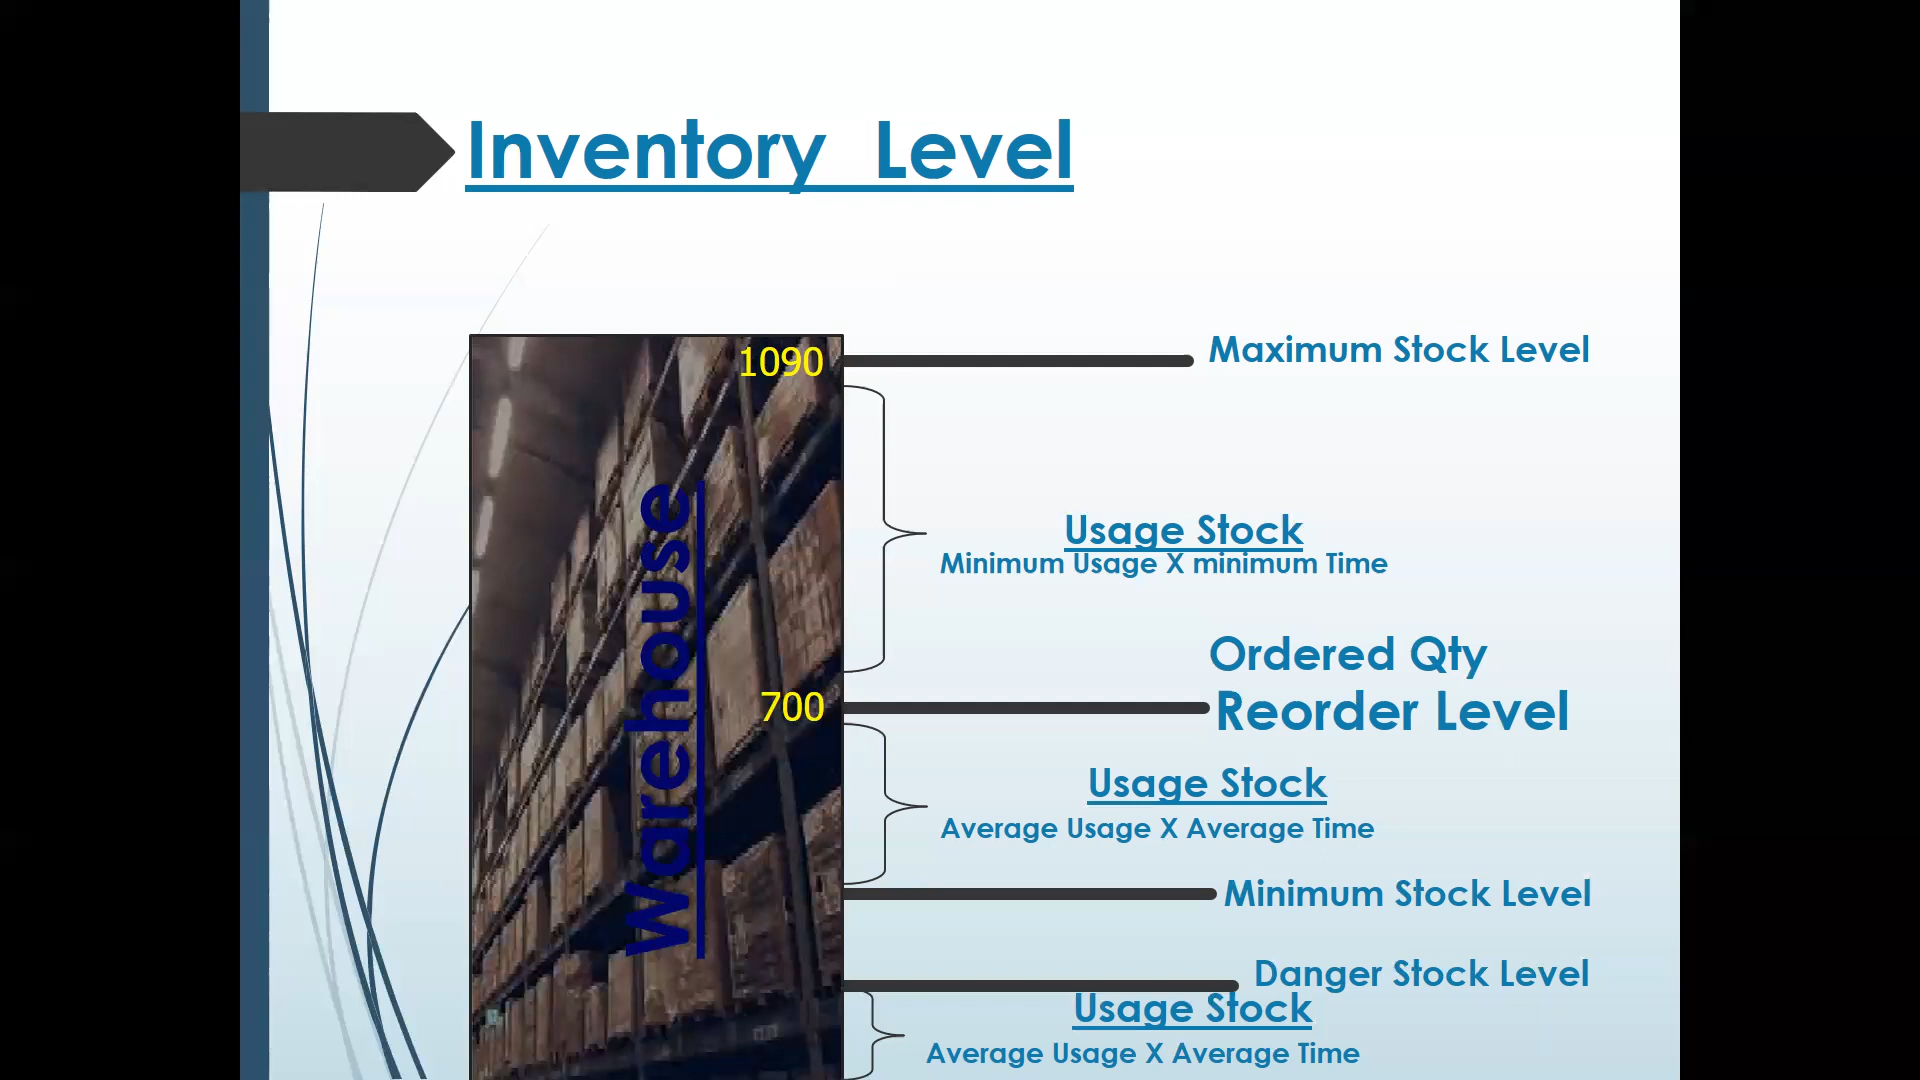 Inventory Level
1090
Maximum Stock Level
Usage Stock
Minimum Usage X minimum Time
Ordered Qty
700
Reorder Level
Warehouse
Usage Stock
Average Usage X Average Time
Minimum Stock Level
Danger Stock Level
Usage Stock
Average Usage X Average Time